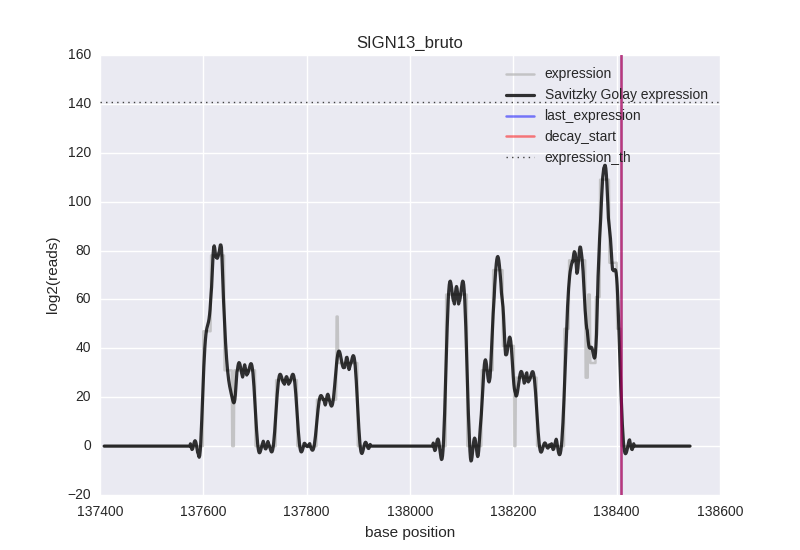 SIGN13_bruto
160
140
120
100
80
60
40
20
0
−20
log2(reads)
expression
Savitzky Golay expression
last_expression
decay_start
expression_th
137400 137600 137800 138000 138200 138400 138600
base position